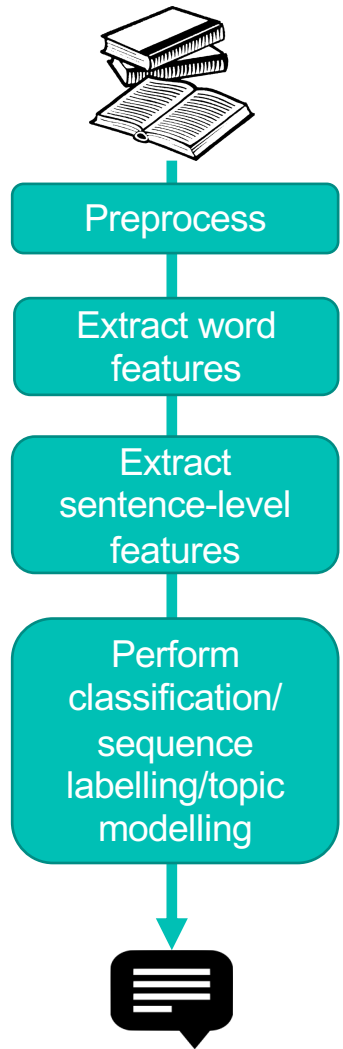 Preprocess
Extract word
features
Extract
sentence-level
features
Perform
classification/
sequence
labelling/topic
modelling